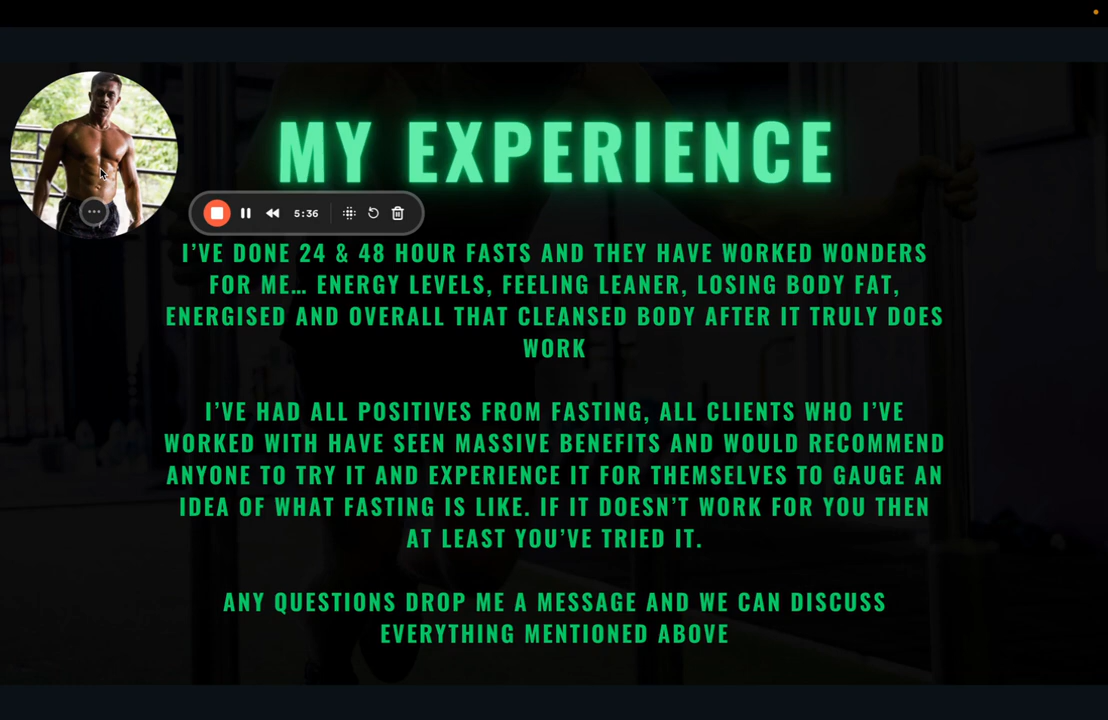 MY EXPERIENCE
5:36
I’VE DONE 24 & 48 HOUR FASTS AND THEY HAVE WORKED WONDERS
FOR ME… ENERGY LEVELS, FEELING LEANER, LOSING BODY FAT,
ENERGISED AND OVERALL THAT CLEANSED BODY AFTER IT TRULY DOES
WORK
I’VE HAD ALL POSITIVES FROM FASTING, ALL CLIENTS WHO I’VE
WORKED WITH HAVE SEEN MASSIVE BENEFITS AND WOULD RECOMMEND
ANYONE TO TRY IT AND EXPERIENCE IT FOR THEMSELVES TO GAUGE AN
IDEA OF WHAT FASTING IS LIKE. IF IT DOESN’T WORK FOR YOU THEN
AT LEAST YOU’VE TRIED IT.
ANY QUESTIONS DROP ME A MESSAGE AND WE CAN DISCUSS
EVERYTHING MENTIONED ABOVE